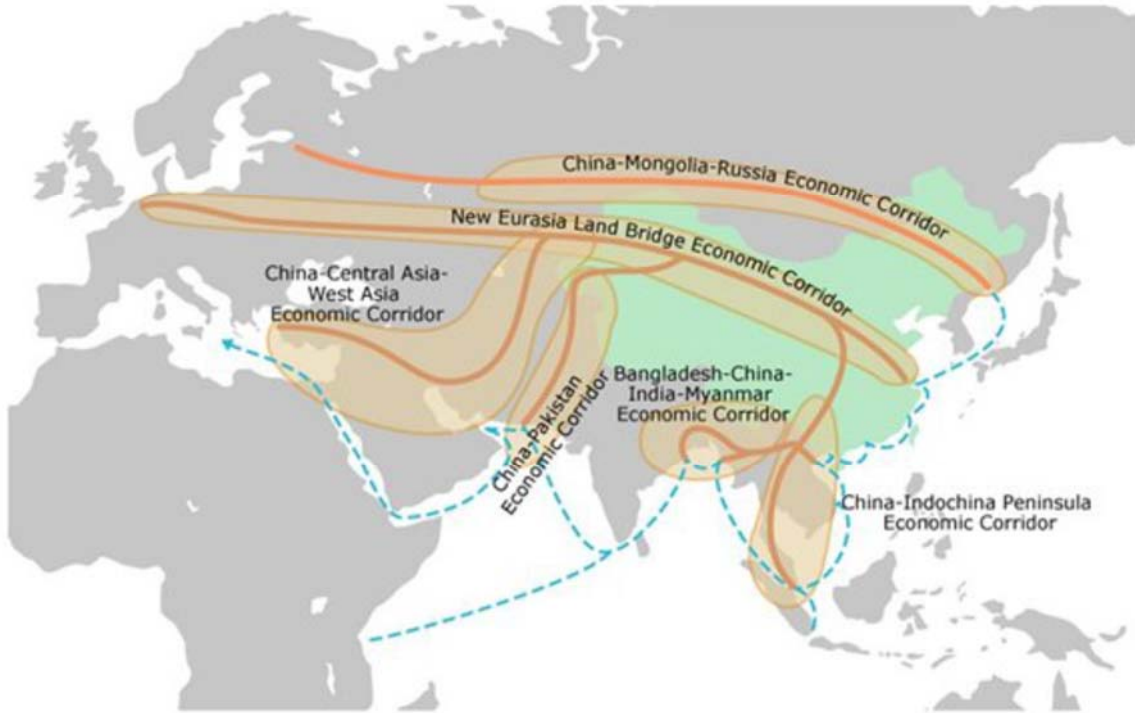 China-Mongolia-Russia Economic Corridor
New Eurasia Land Bridge Economic Corridor
China-Central Asia-
West Asia
Economic Corridor
China-Pakistan
Economic Corridor
Bangladesh-China-
India-Myanmar
Economic Corridor
China-Indochina Peninsula
Economic Corridor